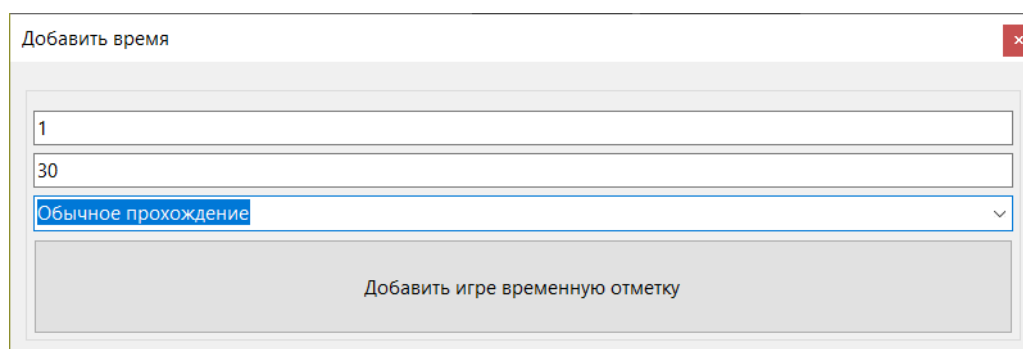 Добавить время
1
30
Обычное прохождение
Добавить игре временную отметку